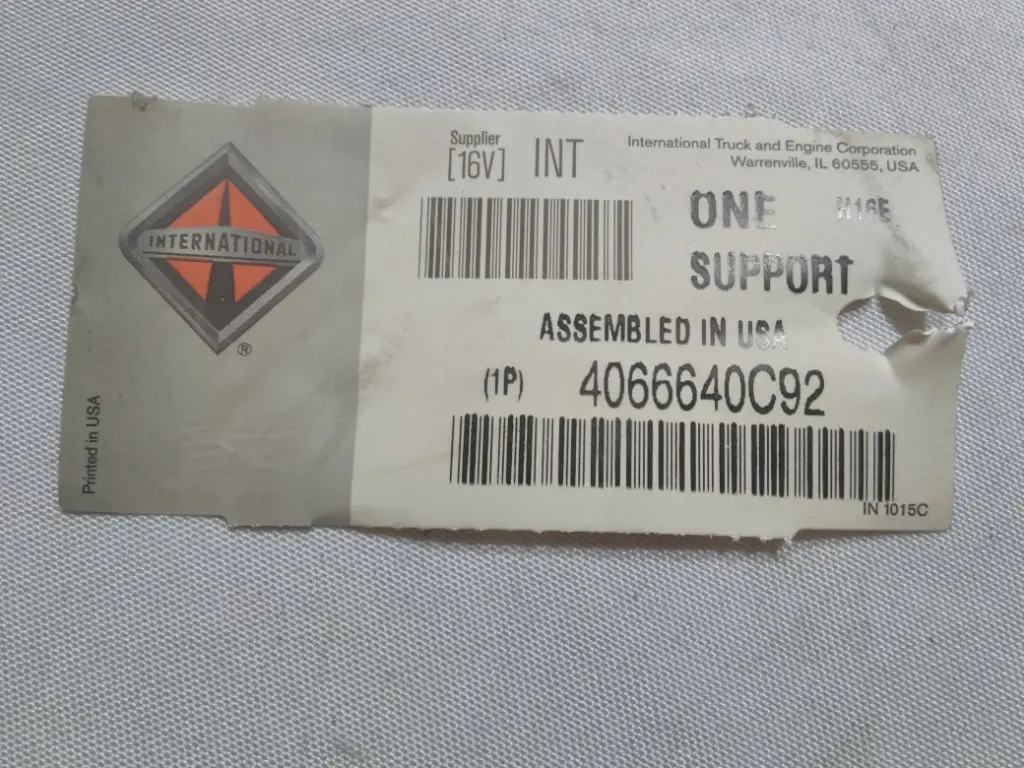 Supplier
[16V] INT
International Truck and Engine Corporation
Warrenville, IL 60555, USA
ONE H16E
SUPPORT
INTERNATIONAL
®
ASSEMBLED IN USA
(1P) 4066640C92
Printed in USA
IN 1015C